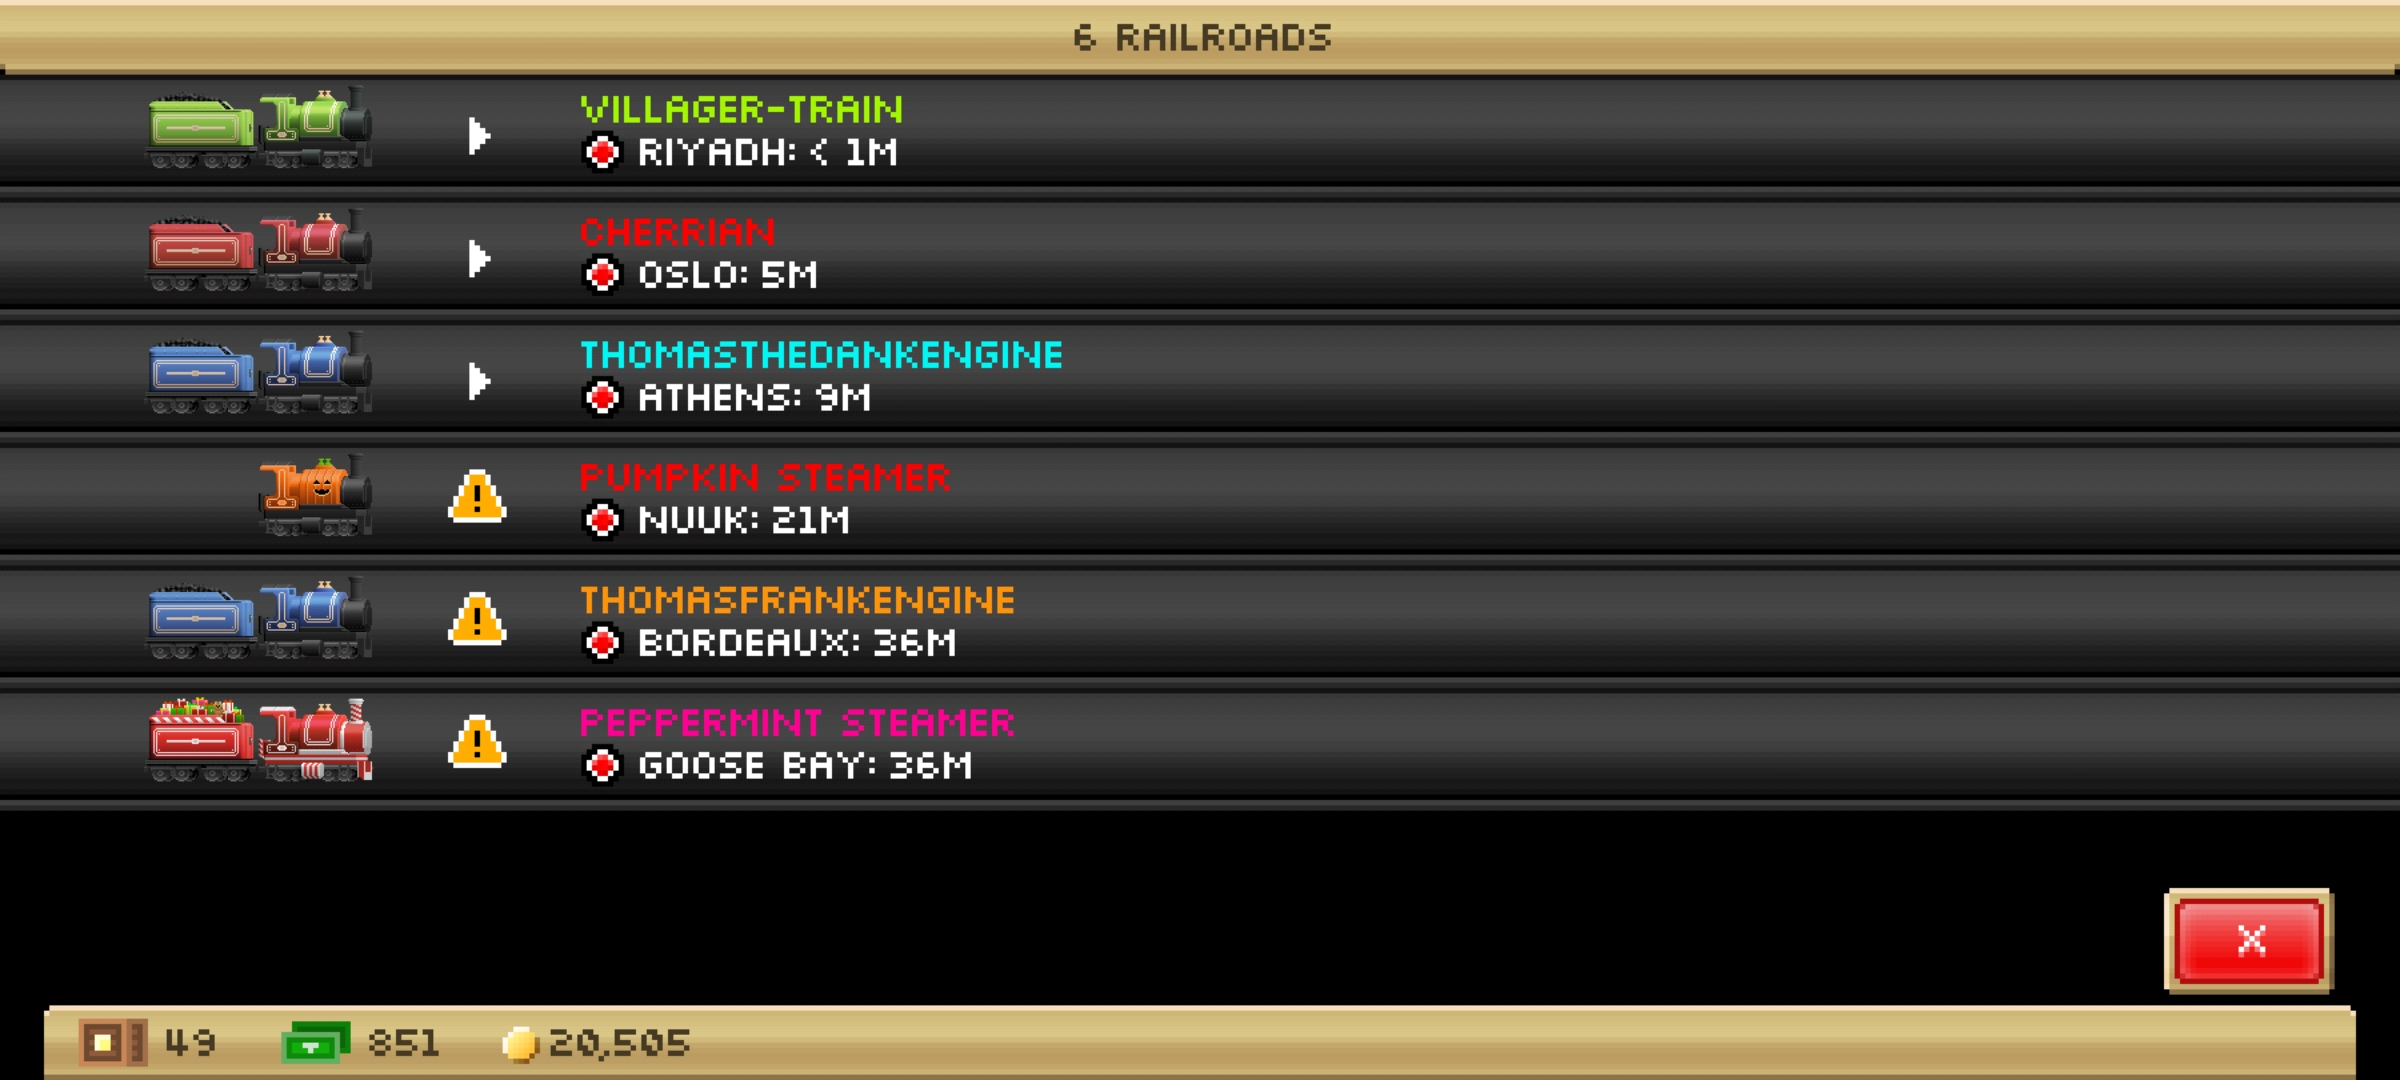 6 RAILROADS
VILLAGER-TRAIN
RIYADH: < 1M
CHERRIAN
OSLO: 5M
THOMASTHEDANKENGINE
ATHENS: 9M
PUMPKIN STEAMER
NUUK: 21M
THOMASFRANKENGINE
BORDEAUX: 36M
PEPPERMINT STEAMER
GOOSE BAY: 36M
X
49 851 20,505